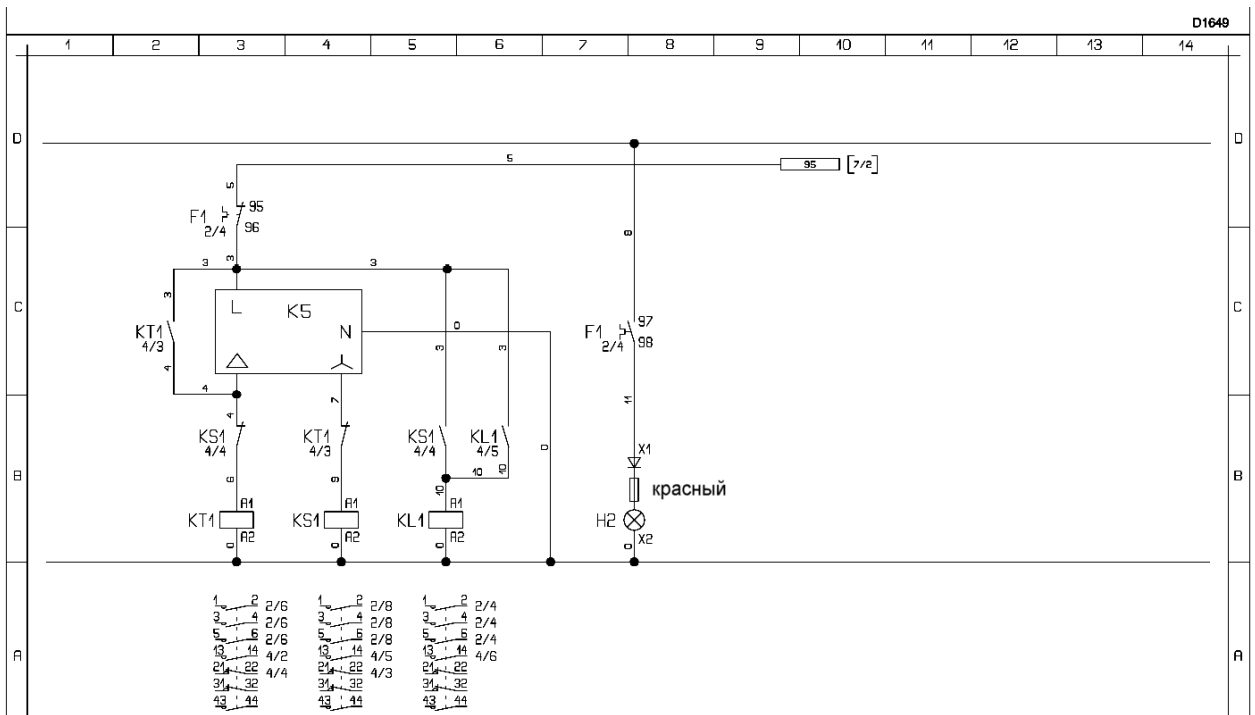 D1649
1 2 3 4 5 6 7 8 9 10 11 12 13 14
D D
5
95 [7/2]
5
F1 95
2/4 96
8
3 3 3
3
C C
L K5
KT1
4/3
N 0
F1 97
2/4 98
3 3
4
4
4 7 11
KS1
4/4
KT1
4/3
KS1
4/4
KL1
4/5
0
X1
B B
10 10
6 9 10
красный
KT1 A1
A2
KS1 A1
A2
KL1 A1
A2
H2
X2
0 0 0 0
1 2 2/6 1 2 2/8 1 2 2/4
3 4 2/6 3 4 2/8 3 4 2/4
5 6 2/6 5 6 2/8 5 6 2/4
13 14 4/2 13 14 4/5 13 14 4/6
21 22 4/4 21 22 4/3 21 22
31 32 31 32 31 32
43 44 43 44 43 44
A A